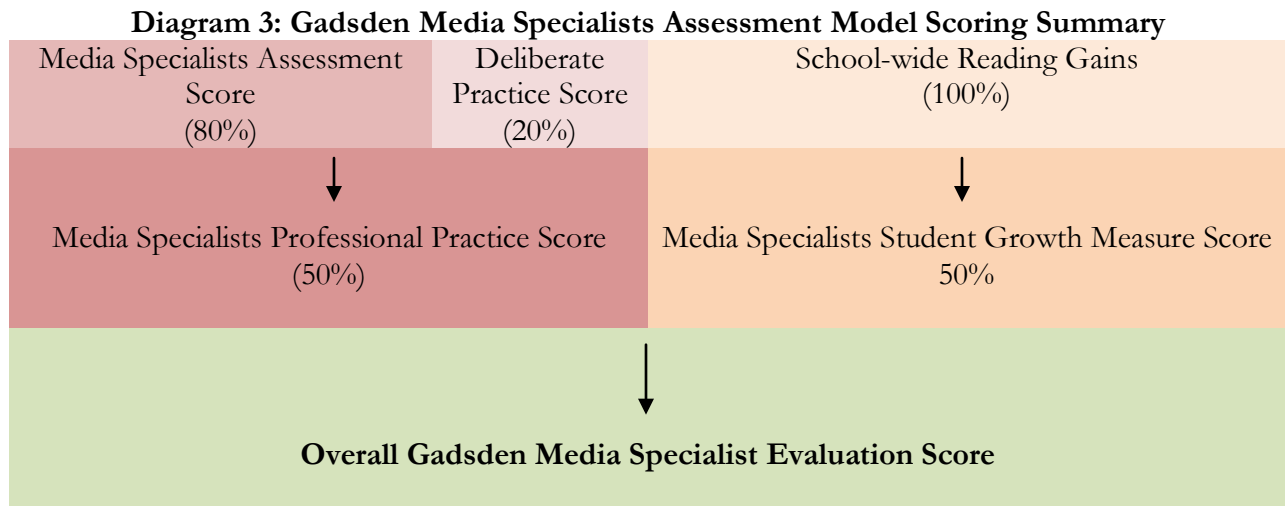 Diagram 3: Gadsden Media Specialists Assessment Model Scoring Summary
Media Specialists Assessment
Score
(80%)
Deliberate
Practice Score
(20%)
School-wide Reading Gains
(100%)
Media Specialists Professional Practice Score
(50%)
Media Specialists Student Growth Measure Score
50%
Overall Gadsden Media Specialist Evaluation Score